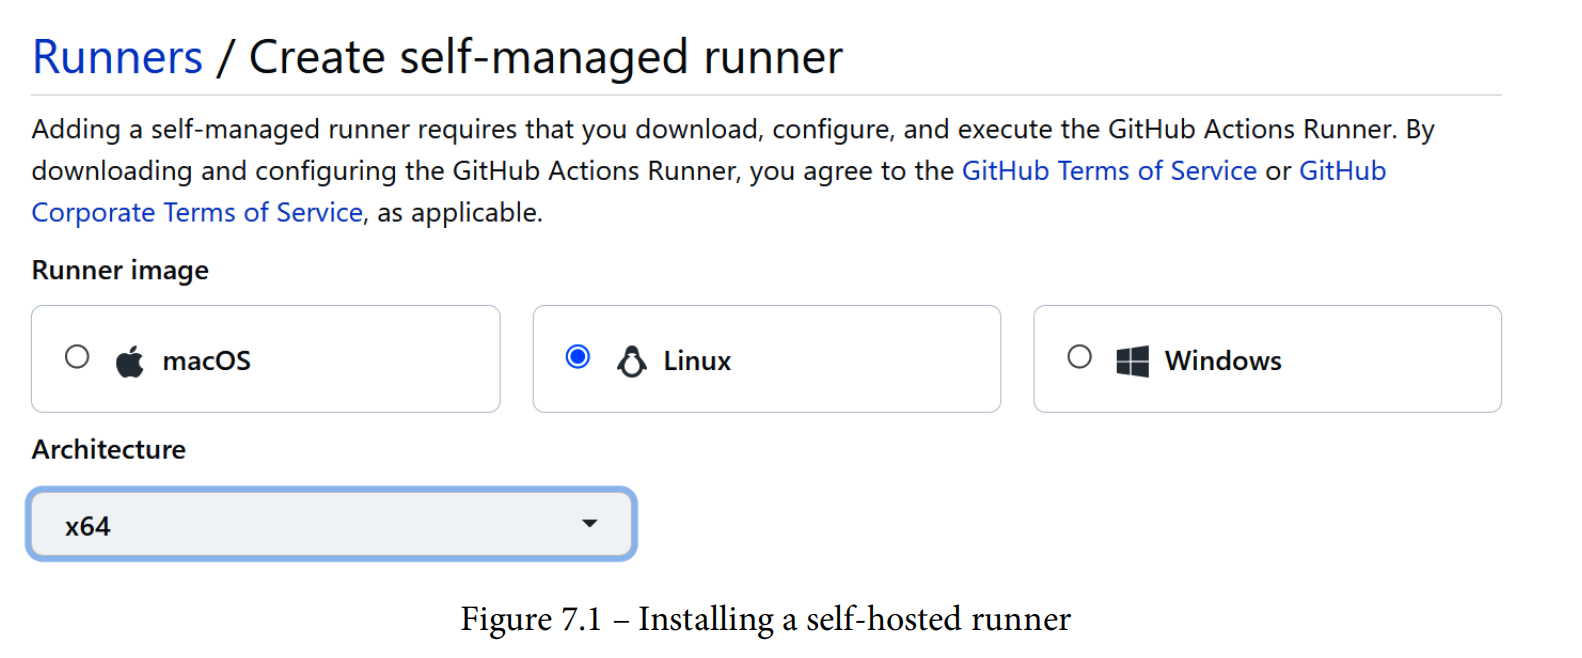 Runners / Create self-managed runner
Adding a self-managed runner requires that you download, configure, and execute the GitHub Actions Runner. By
downloading and configuring the GitHub Actions Runner, you agree to the GitHub Terms of Service or GitHub
Corporate Terms of Service, as applicable.
Runner image
macOS Linux Windows
Architecture
x64
Figure 7.1 – Installing a self-hosted runner